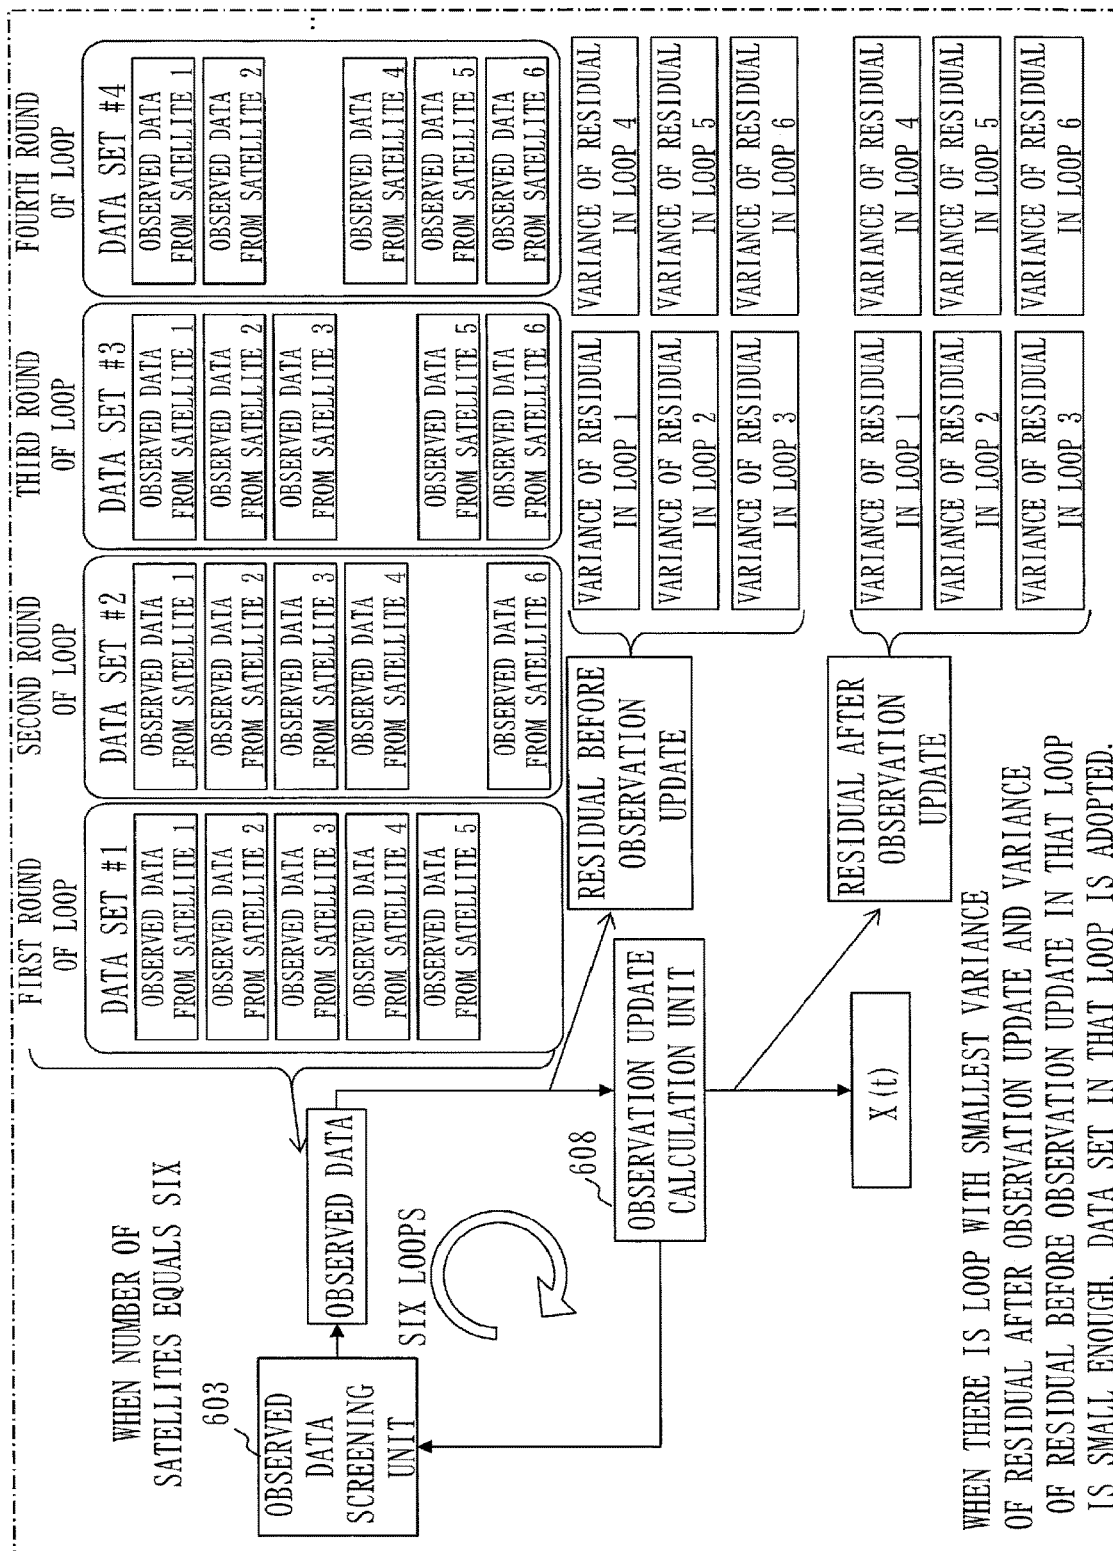 WHEN NUMBER OF
SATELLITES EQUALS SIX
603
OBSERVED
DATA
SCREENING
UNIT
OBSERVED DATA
SIX LOOPS
608
OBSERVATION UPDATE
CALCULATION UNIT
X(t)
FIRST ROUND
OF LOOP
DATA SET #1
OBSERVED DATA
FROM SATELLITE 1
OBSERVED DATA
FROM SATELLITE 2
OBSERVED DATA
FROM SATELLITE 3
OBSERVED DATA
FROM SATELLITE 4
OBSERVED DATA
FROM SATELLITE 5
SECOND ROUND
OF LOOP
DATA SET #2
OBSERVED DATA
FROM SATELLITE 1
OBSERVED DATA
FROM SATELLITE 2
OBSERVED DATA
FROM SATELLITE 3
OBSERVED DATA
FROM SATELLITE 4
OBSERVED DATA
FROM SATELLITE 6
THIRD ROUND
OF LOOP
DATA SET #3
OBSERVED DATA
FROM SATELLITE 1
OBSERVED DATA
FROM SATELLITE 2
OBSERVED DATA
FROM SATELLITE 3
OBSERVED DATA
FROM SATELLITE 5
OBSERVED DATA
FROM SATELLITE 6
FOURTH ROUND
OF LOOP
DATA SET #4
OBSERVED DATA
FROM SATELLITE 1
OBSERVED DATA
FROM SATELLITE 2
OBSERVED DATA
FROM SATELLITE 4
OBSERVED DATA
FROM SATELLITE 5
OBSERVED DATA
FROM SATELLITE 6
...
RESIDUAL BEFORE
OBSERVATION
UPDATE
VARIANCE OF RESIDUAL
IN LOOP 1
VARIANCE OF RESIDUAL
IN LOOP 2
VARIANCE OF RESIDUAL
IN LOOP 3
VARIANCE OF RESIDUAL
IN LOOP 4
VARIANCE OF RESIDUAL
IN LOOP 5
VARIANCE OF RESIDUAL
IN LOOP 6
RESIDUAL AFTER
OBSERVATION
UPDATE
VARIANCE OF RESIDUAL
IN LOOP 1
VARIANCE OF RESIDUAL
IN LOOP 2
VARIANCE OF RESIDUAL
IN LOOP 3
VARIANCE OF RESIDUAL
IN LOOP 4
VARIANCE OF RESIDUAL
IN LOOP 5
VARIANCE OF RESIDUAL
IN LOOP 6
WHEN THERE IS LOOP WITH SMALLEST VARIANCE
OF RESIDUAL AFTER OBSERVATION UPDATE AND VARIANCE
OF RESIDUAL BEFORE OBSERVATION UPDATE IN THAT LOOP
IS SMALL ENOUGH, DATA SET IN THAT LOOP IS ADOPTED.